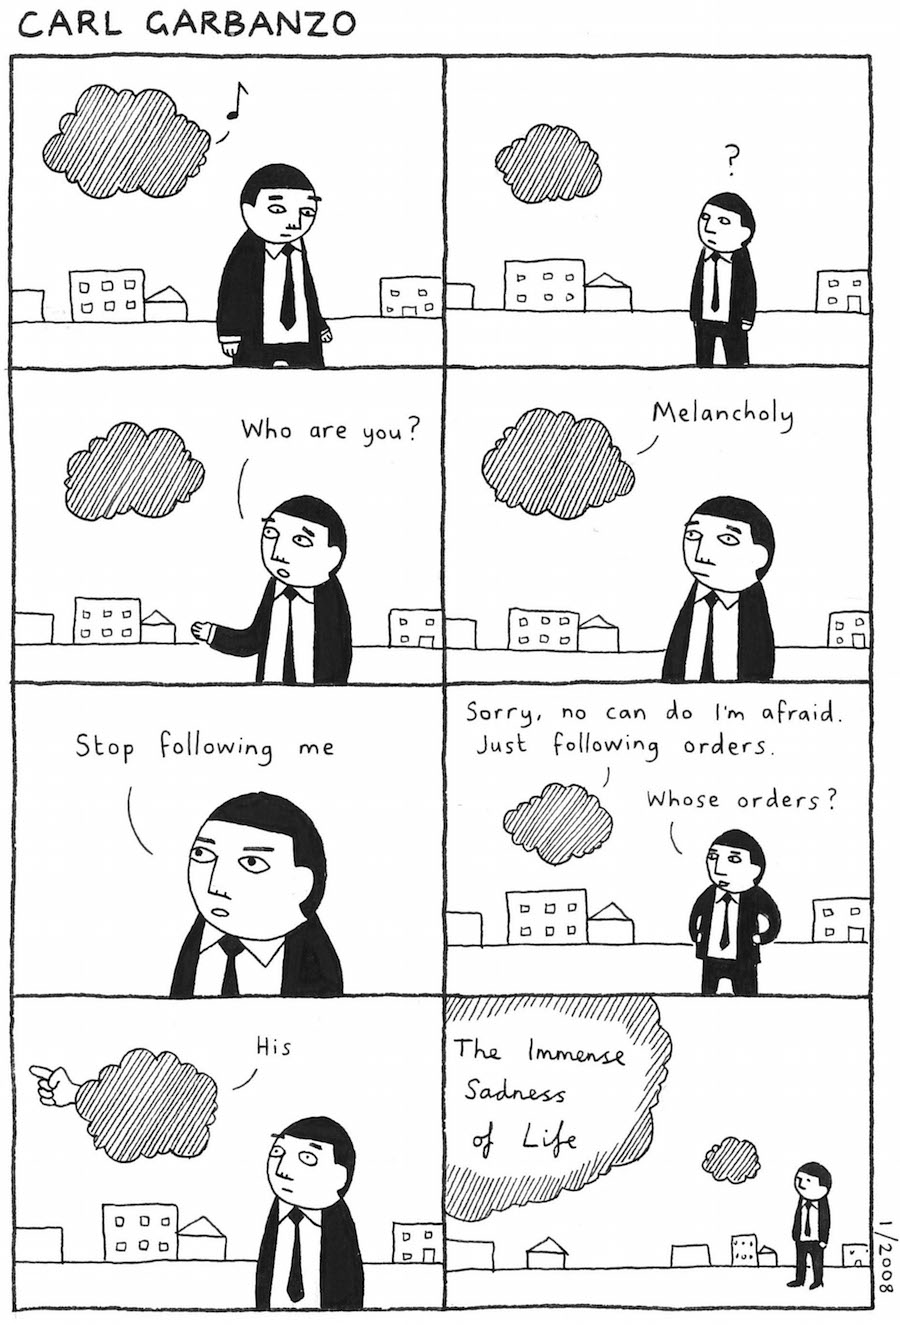 CARL GARBANZO
?
Who are you?
Melancholy
Stop following me
Sorry, no can do I'm afraid.
Just following orders.
Whose orders?
His
The Immense
Sadness
of Life
1/2008